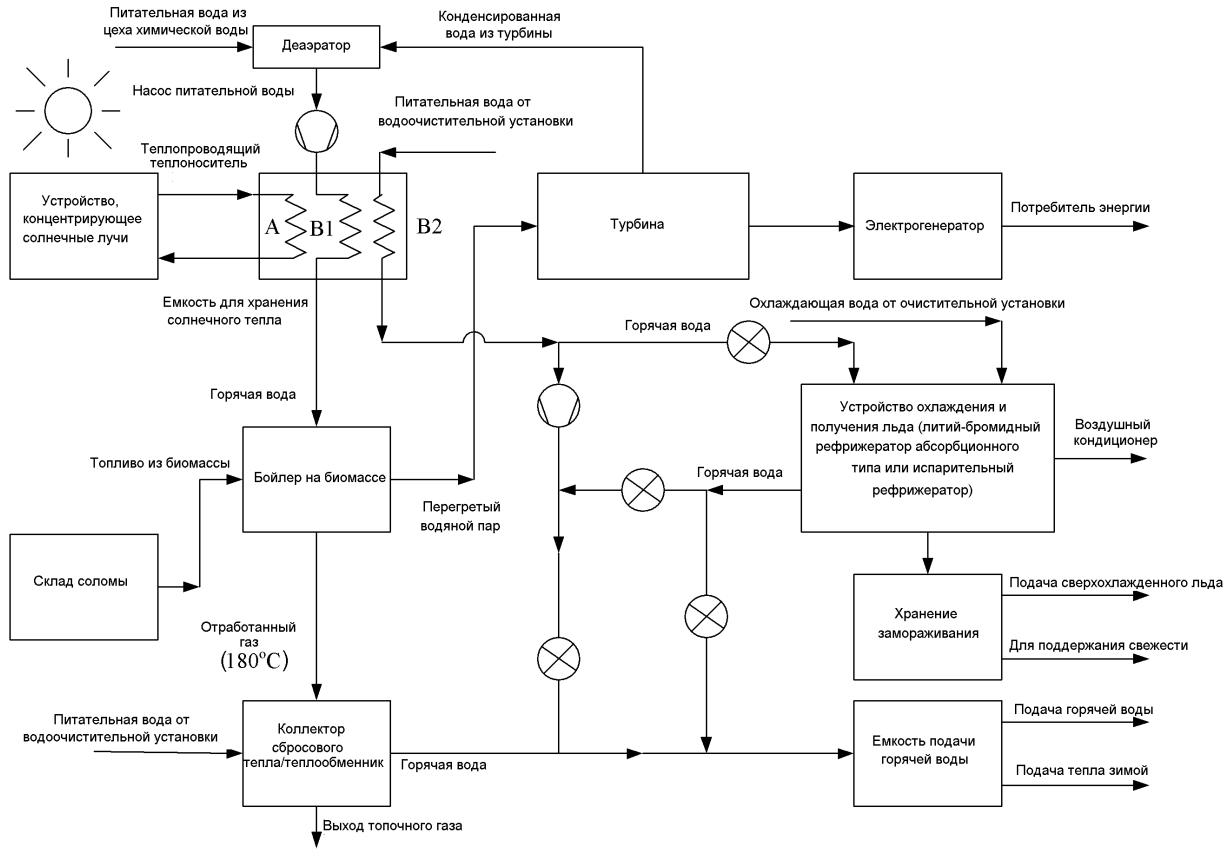 Питательная вода из
цеха химической воды
Деаэратор
Конденсированная
вода из турбины
Насос питательной воды
Питательная вода от
водоочистительной установки
Теплопроводящий
теплоноситель
Устройство,
концентрирующее
солнечные лучи
A
B1
B2
Турбина
Электрогенератор
Потребитель энергии
Емкость для хранения
солнечного тепла
Охлаждающая вода от очистительной установки
Горячая вода
Горячая вода
Устройство охлаждения и
получения льда (литий-бромидный
рефрижератор абсорбционного
типа или испарительный
рефрижератор)
Воздушный
кондиционер
Топливо из биомассы
Бойлер на биомассе
Горячая вода
Перегретый
водяной пар
Склад соломы
Хранение
замораживания
Подача сверхохлажденного льда
Для поддержания свежести
Отработанный
газ
(180°C)
Питательная вода от
водоочистительной установки
Коллектор
сбросового
тепла/теплообменник
Горячая вода
Емкость подачи
горячей воды
Подача горячей воды
Подача тепла зимой
Выход топочного газа